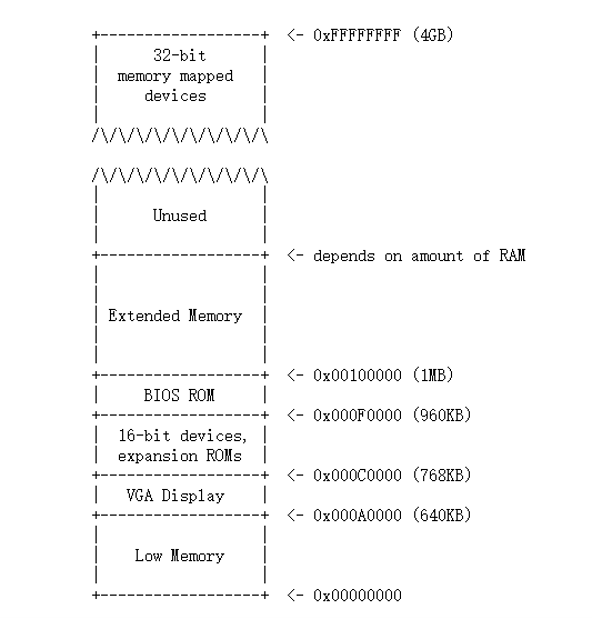 +------------------+  <- 0xFFFFFFFF (4GB)
|      32-bit      |
|  memory mapped   |
|     devices      |
|                  |
/\/\/\/\/\/\/\/\/\/\

/\/\/\/\/\/\/\/\/\/\
|                  |
|      Unused      |
|                  |
+------------------+  <- depends on amount of RAM
|                  |
|                  |
| Extended Memory  |
|                  |
|                  |
+------------------+  <- 0x00100000 (1MB)
|     BIOS ROM     |
+------------------+  <- 0x000F0000 (960KB)
|  16-bit devices, |
|  expansion ROMs  |
+------------------+  <- 0x000C0000 (768KB)
|   VGA Display    |
+------------------+  <- 0x000A0000 (640KB)
|                  |
|    Low Memory    |
|                  |
+------------------+  <- 0x00000000